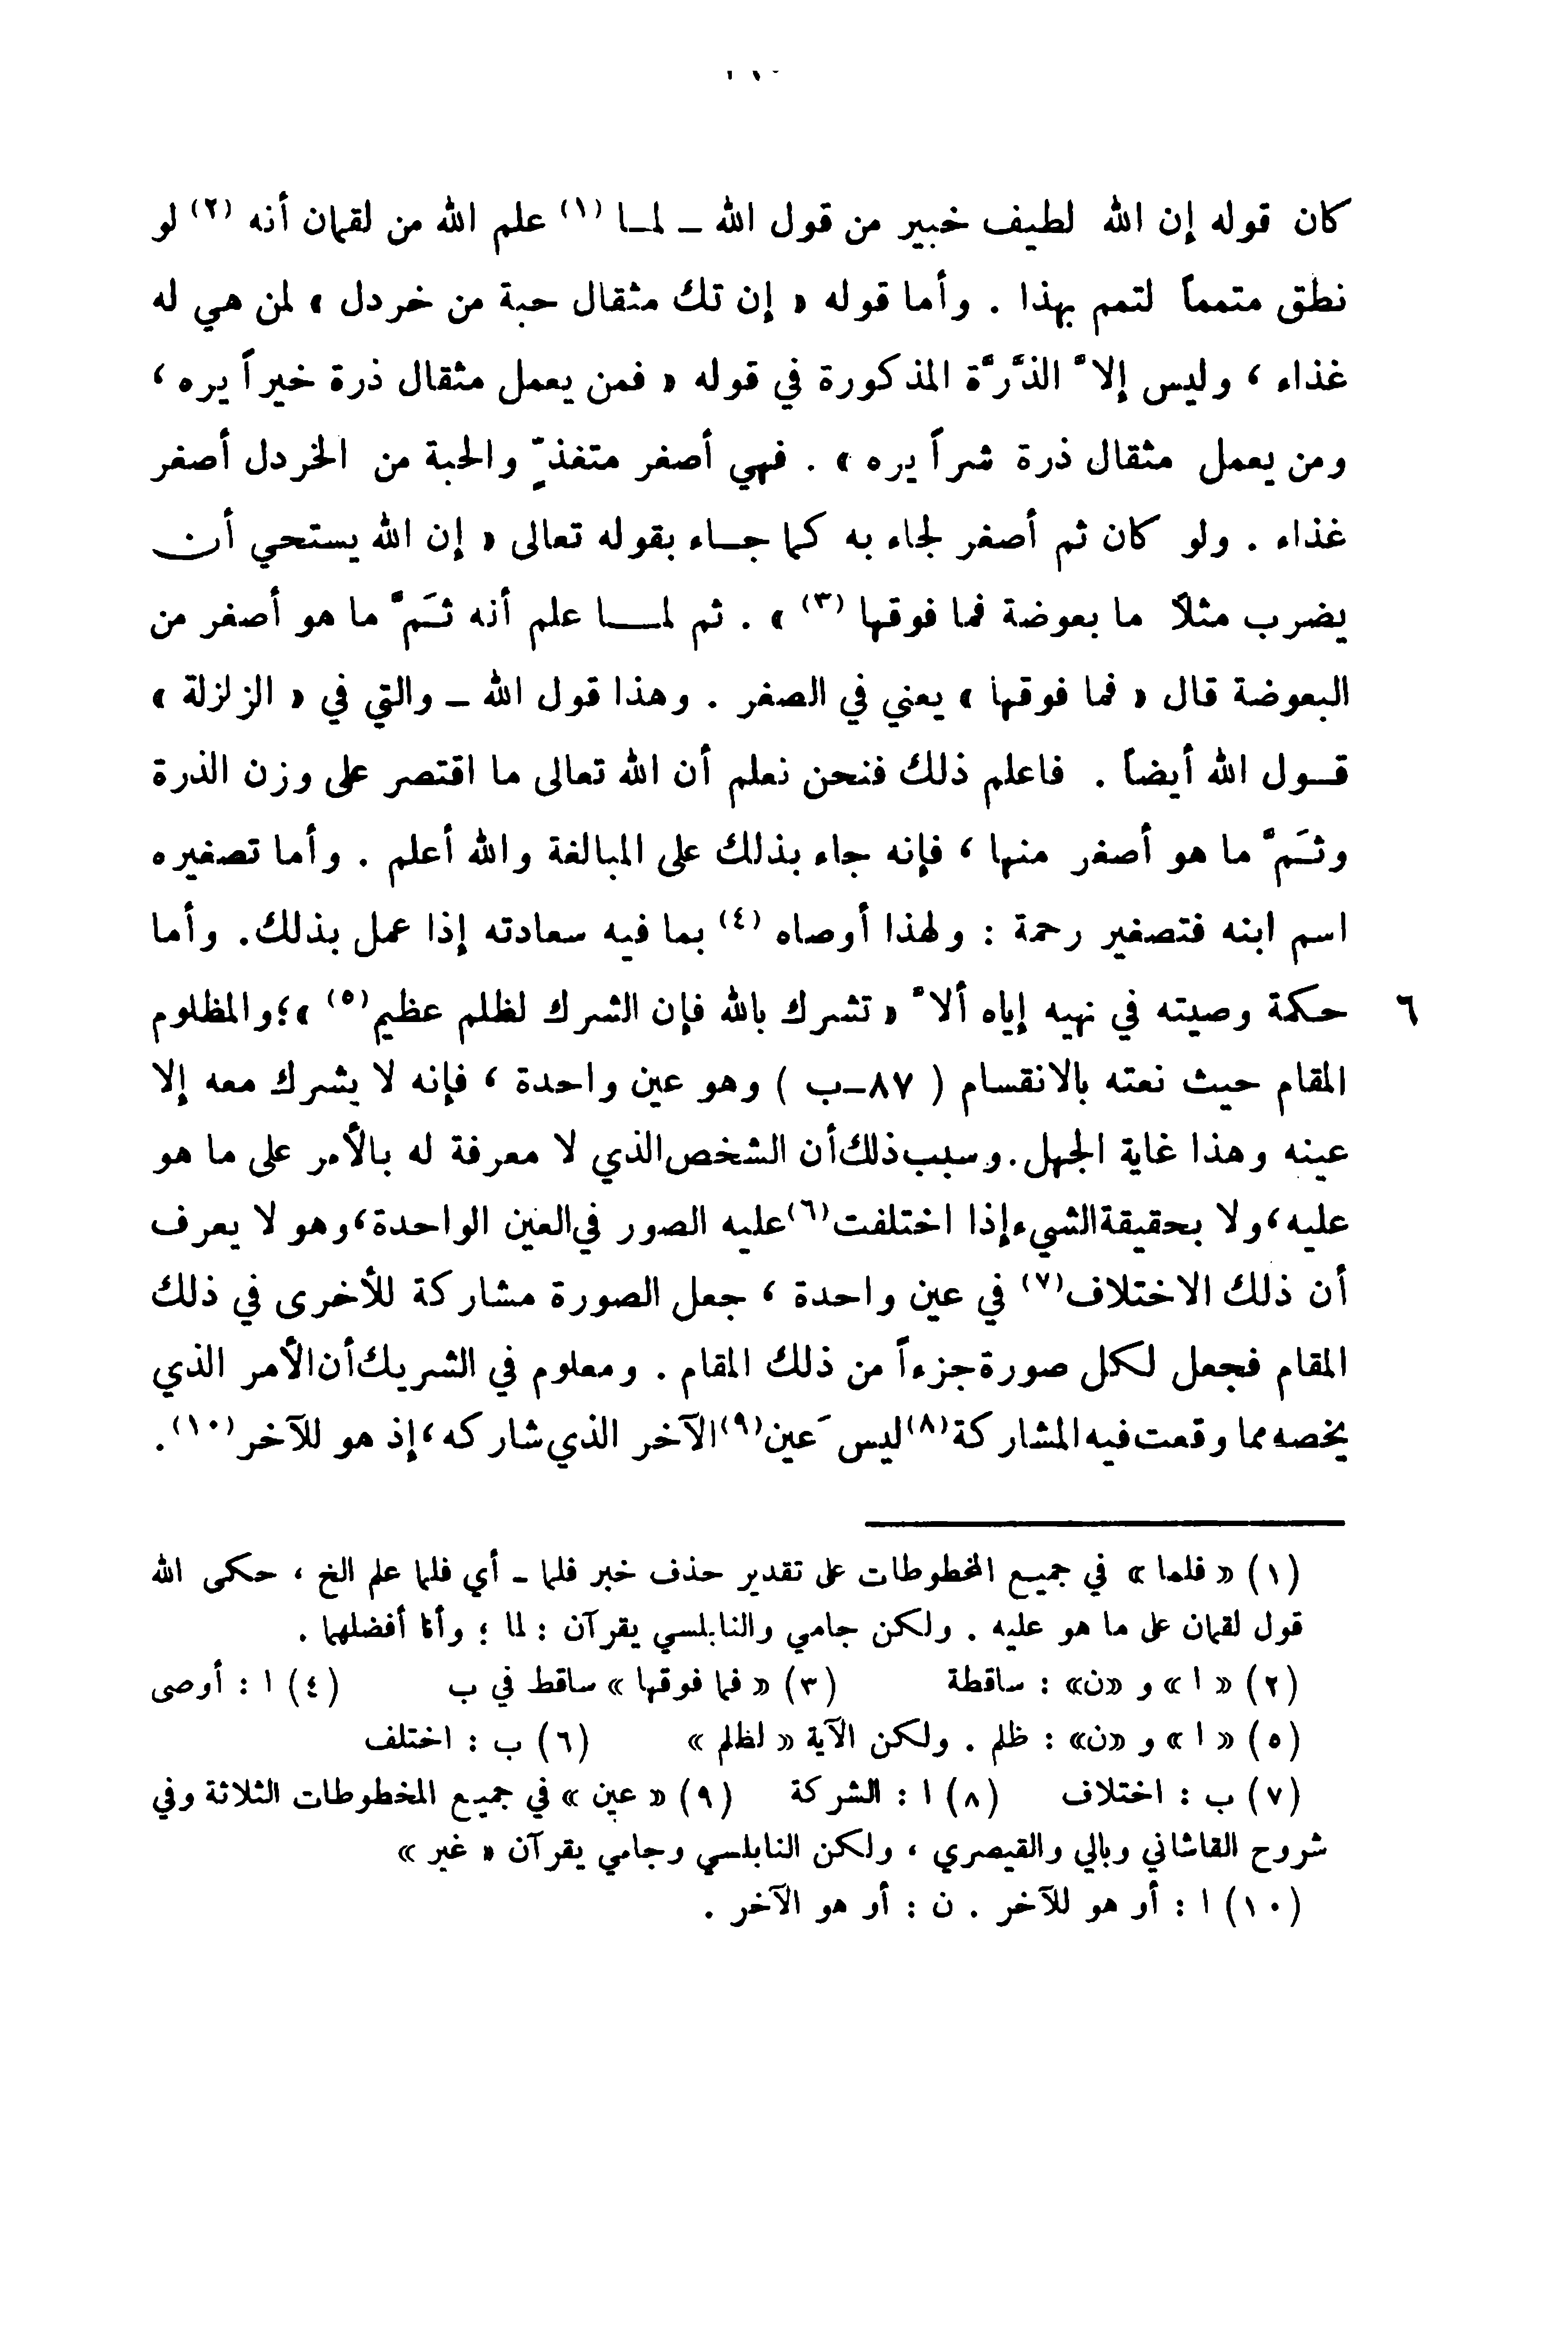 كان قوله إن الله لطيف خبير من قول الله – لما (١) علم الله من لقمان أنه (٢) لو
نطق متمماً لتمم بهذا . وأما قوله « إن تك مثقال حبة من خردل » لمن هي له
غذاء ، وليس إلا الذَّرَّة المذكورة في قوله « فمن يعمل مثقال ذرة خيراً يره ،
ومن يعمل مثقال ذرة شراً يره » . فهي أصغر متغذٍّ والحبة من الخردل أصغر
غذاء . ولو كان ثم أصغر لجاء به كما جاء بقوله تعالى « إن الله يستحي أن
يضرب مثلاً ما بعوضة فما فوقها (٣) » . ثم لما علم أنه ثَمَّ ما هو أصغر من
البعوضة قال « فما فوقها » يعني في الصغر . وهذا قول الله – والتي في « الزلزلة »
قول الله أيضاً . فاعلم ذلك فنحن نعلم أن الله تعالى ما اقتصر على وزن الذرة
وثَمَّ ما هو أصغر منها ، فإنه جاء بذلك على المبالغة والله أعلم . وأما تصغيره
اسم ابنه فتصغير رحمة : ولهذا أوصاه (٤) بما فيه سعادته إذا عمل بذلك. وأما
٦ حكمة وصيته في نهيه إياه ألا « تشرك بالله فإن الشرك لظلم عظيم(٥) »؛والمظلوم
المقام حيث نعته بالانقسام ( ٨٧–ب ) وهو عين واحدة ، فإنه لا يشرك معه إلا
عينه وهذا غاية الجهل.وسبب ذلك أن الشخص الذي لا معرفة له بالأمر على ما هو
عليه،ولا بحقيقة الشيء إذا اختلفت(٦)عليه الصور في العين الواحدة،وهو لا يعرف
أن ذلك الاختلاف(٧) في عين واحدة ، جعل الصورة مشاركة للأخرى في ذلك
المقام فجعل لكل صورة جزءاً من ذلك المقام . ومعلوم في الشريك أن الأمر الذي
يخصه مما وقعت فيه المشاركة(٨)ليس عَين(٩)الآخر الذي شاركه،إذ هو للآخر(١٠).
(١) « فلما » في جميع المخطوطات على تقدير حذف خبر فلما – أي فلما علم الخ ، حكى الله
قول لقمان على ما هو عليه . ولكن جامي والنابلسي يقرآن : لما ؛ وأنا أفضلها .
(٢) « ا » و «ن» : ساقطة (٣) « فما فوقها » ساقط في ب (٤) ا : أوصى
(٥) « ا » و «ن» : ظلم . ولكن الآية « لظلم » (٦) ب : اختلف
(٧) ب : اختلاف (٨) ا : الشركة (٩) « عين » في جميع المخطوطات الثلاثة وفي
شروح القاشاني وبالي والقيصري ، ولكن النابلسي وجامي يقرآن « غير »
(١٠) ا : أو هو للآخر . ن : أو هو الآخر .